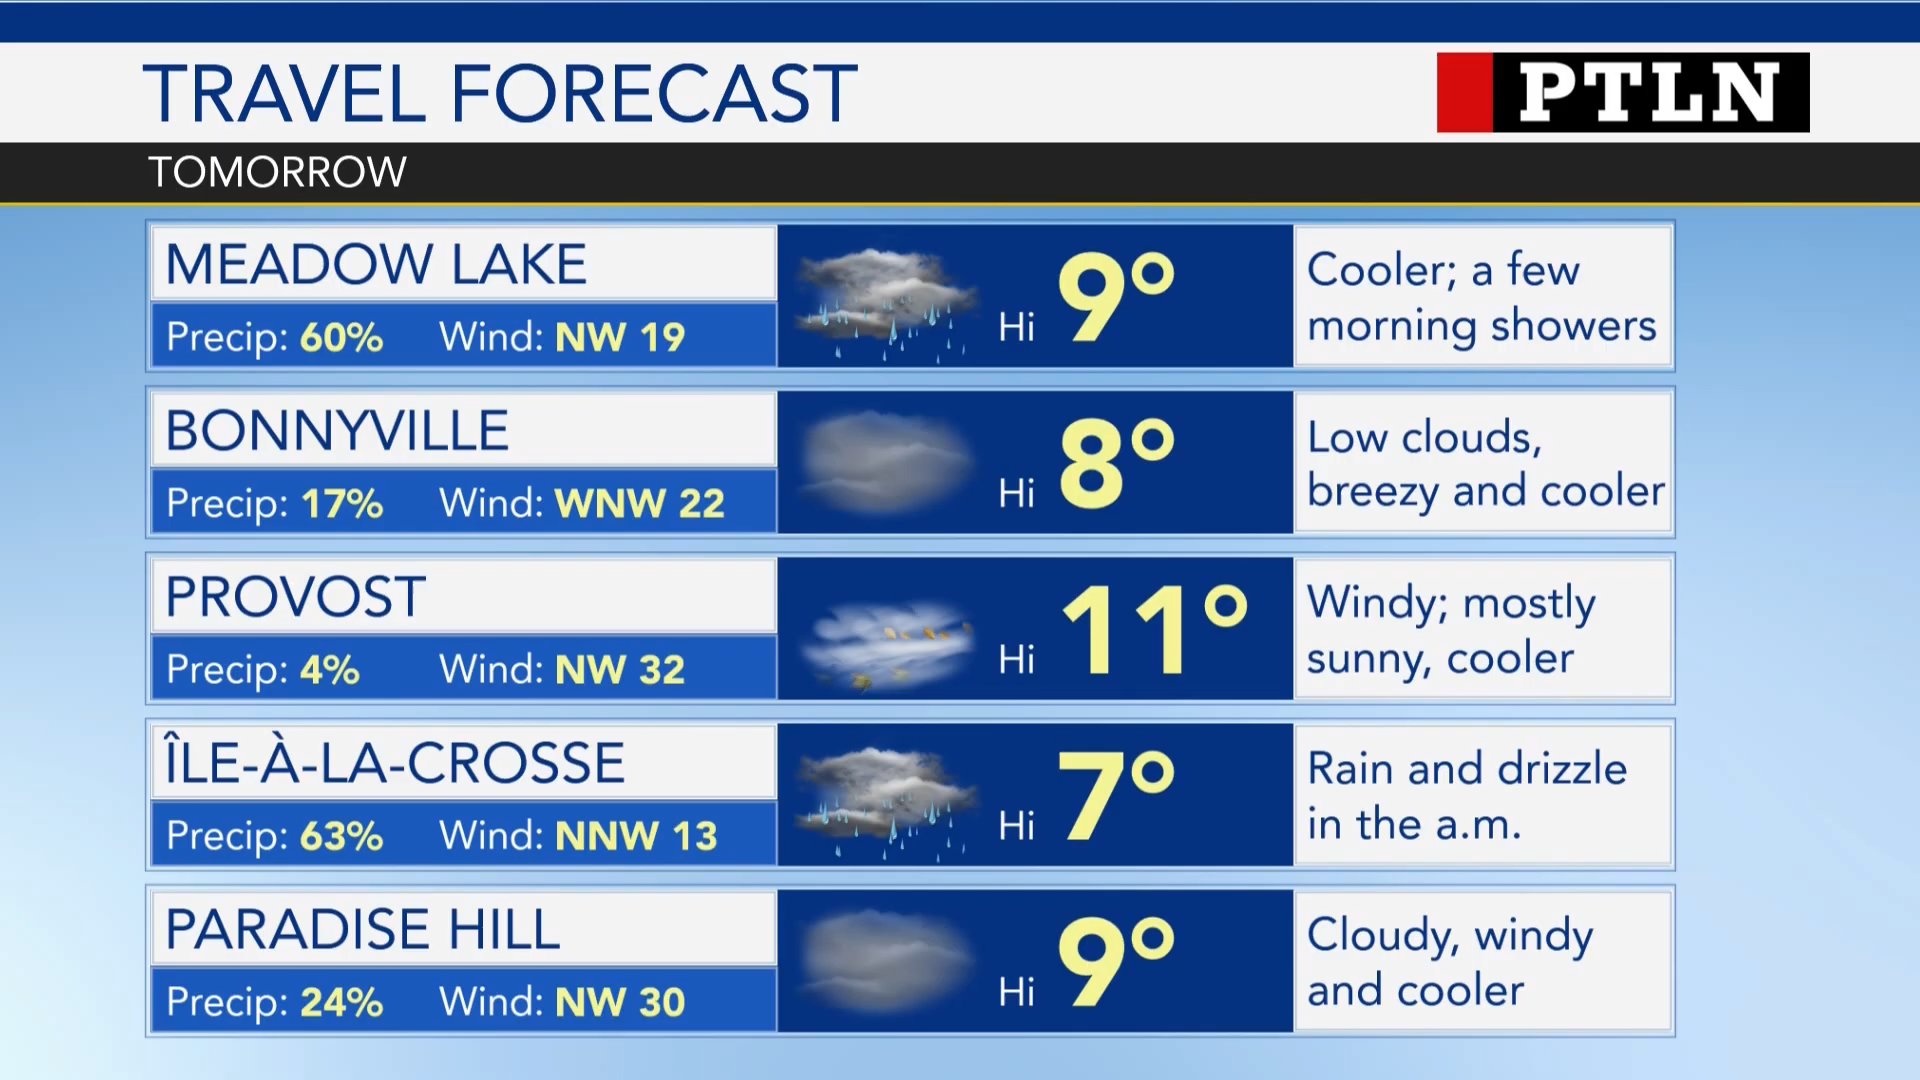 TRAVEL FORECAST
PTLN
TOMORROW
MEADOW LAKE
Precip: 60% Wind: NW 19
Hi 9°
Cooler; a few
morning showers
BONNYVILLE
Precip: 17% Wind: WNW 22
Hi 8°
Low clouds,
breezy and cooler
PROVOST
Precip: 4% Wind: NW 32
Hi 11°
Windy; mostly
sunny, cooler
ÎLE-À-LA-CROSSE
Precip: 63% Wind: NNW 13
Hi 7°
Rain and drizzle
in the a.m.
PARADISE HILL
Precip: 24% Wind: NW 30
Hi 9°
Cloudy, windy
and cooler